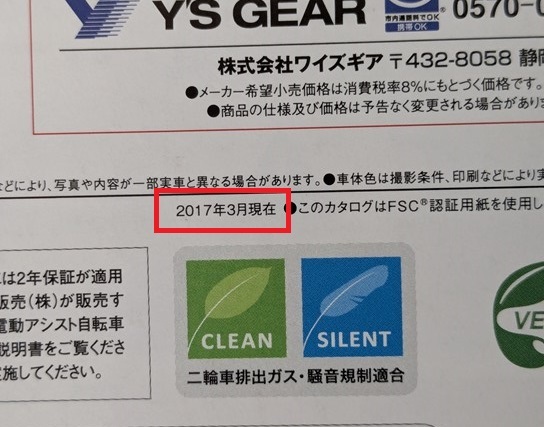 Y'S GEAR
市内通話料でOK
携帯OK
0570-0
株式会社ワイズギア 〒432-8058 静岡
●メーカー希望小売価格は消費税率8%にもとづく価格です。
●商品の仕様及び価格は予告なく変更される場合があり
などにより、写真や内容が一部実車と異なる場合があります。●車体色は撮影条件、印刷などにより実
2017年3月現在 ●このカタログはFSC®認証用紙を使用し
は2年保証が適用
販売(株)が販売す
電動アシスト自転車
説明書をご覧くださ
実施してください。
CLEAN
SILENT
二輪車排出ガス・騒音規制適合
VE